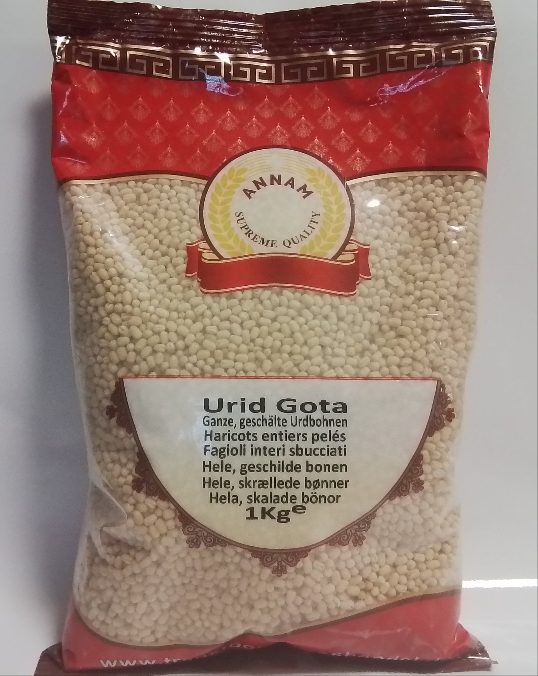 ANNAM
SUPREME QUALITY
Urid Gota
Ganze, geschälte Urdbohnen
Haricots entiers pelés
Fagioli interi sbucciati
Hele, geschilde bonen
Hele, skrællede bønner
Hela, skalade bönor
1Kg e